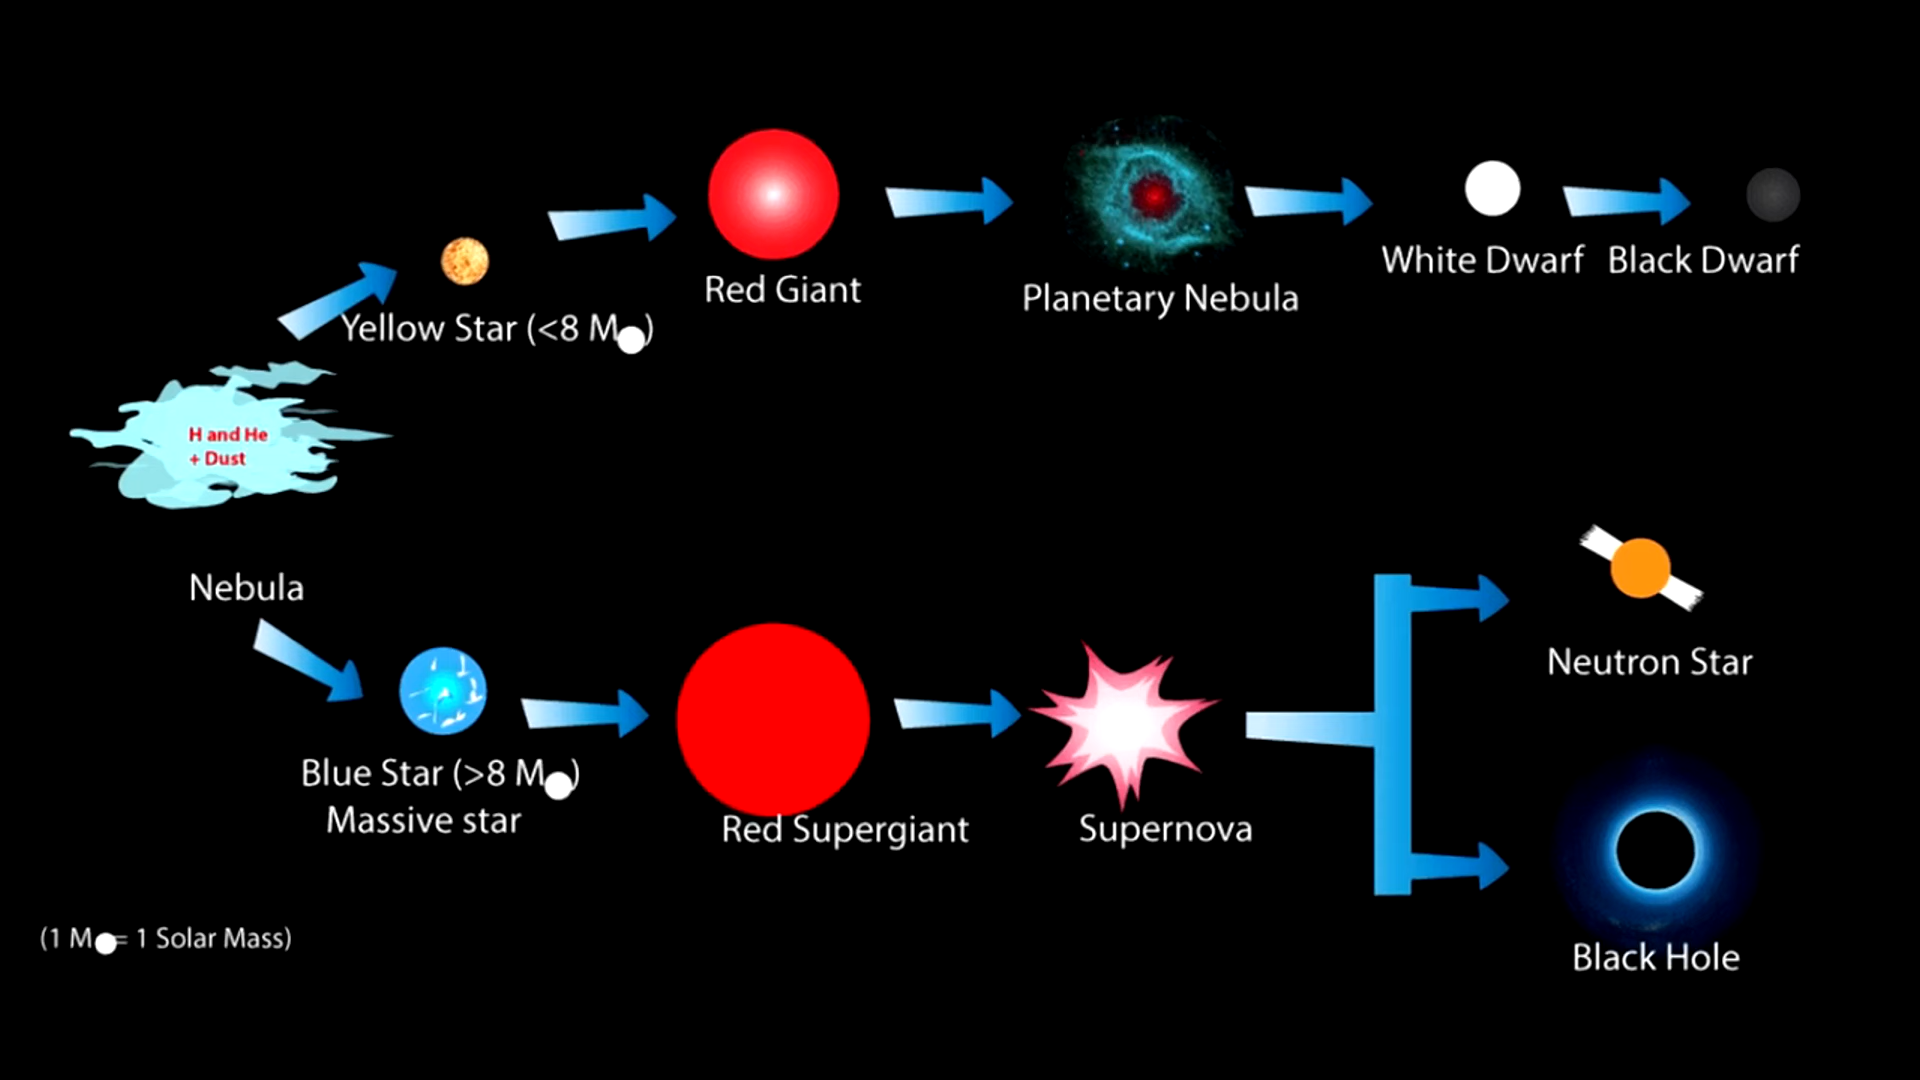 Red Giant
Planetary Nebula
White Dwarf
Black Dwarf
Yellow Star (<8 M●)
H and He
+ Dust
Nebula
Blue Star (>8 M●)
Massive star
Red Supergiant
Supernova
Neutron Star
Black Hole
(1 M●= 1 Solar Mass)